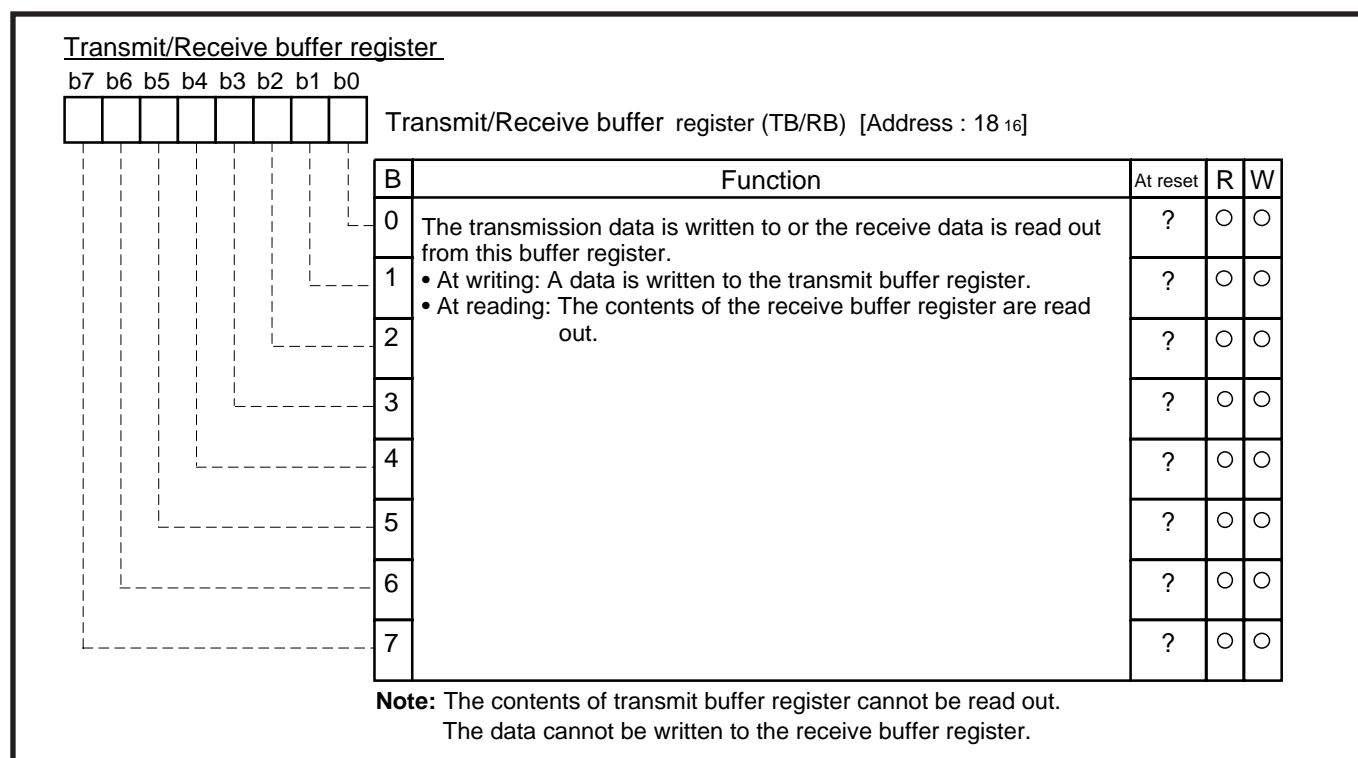 Transmit/Receive buffer register
b7 b6 b5 b4 b3 b2 b1 b0
Transmit/Receive buffer register (TB/RB) [Address : 18 16]
B Function At reset R W
0 The transmission data is written to or the receive data is read out ? ○ ○
from this buffer register.
1 • At writing: A data is written to the transmit buffer register. ? ○ ○
• At reading: The contents of the receive buffer register are read
2 out. ? ○ ○
3 ? ○ ○
4 ? ○ ○
5 ? ○ ○
6 ? ○ ○
7 ? ○ ○
Note: The contents of transmit buffer register cannot be read out.
The data cannot be written to the receive buffer register.